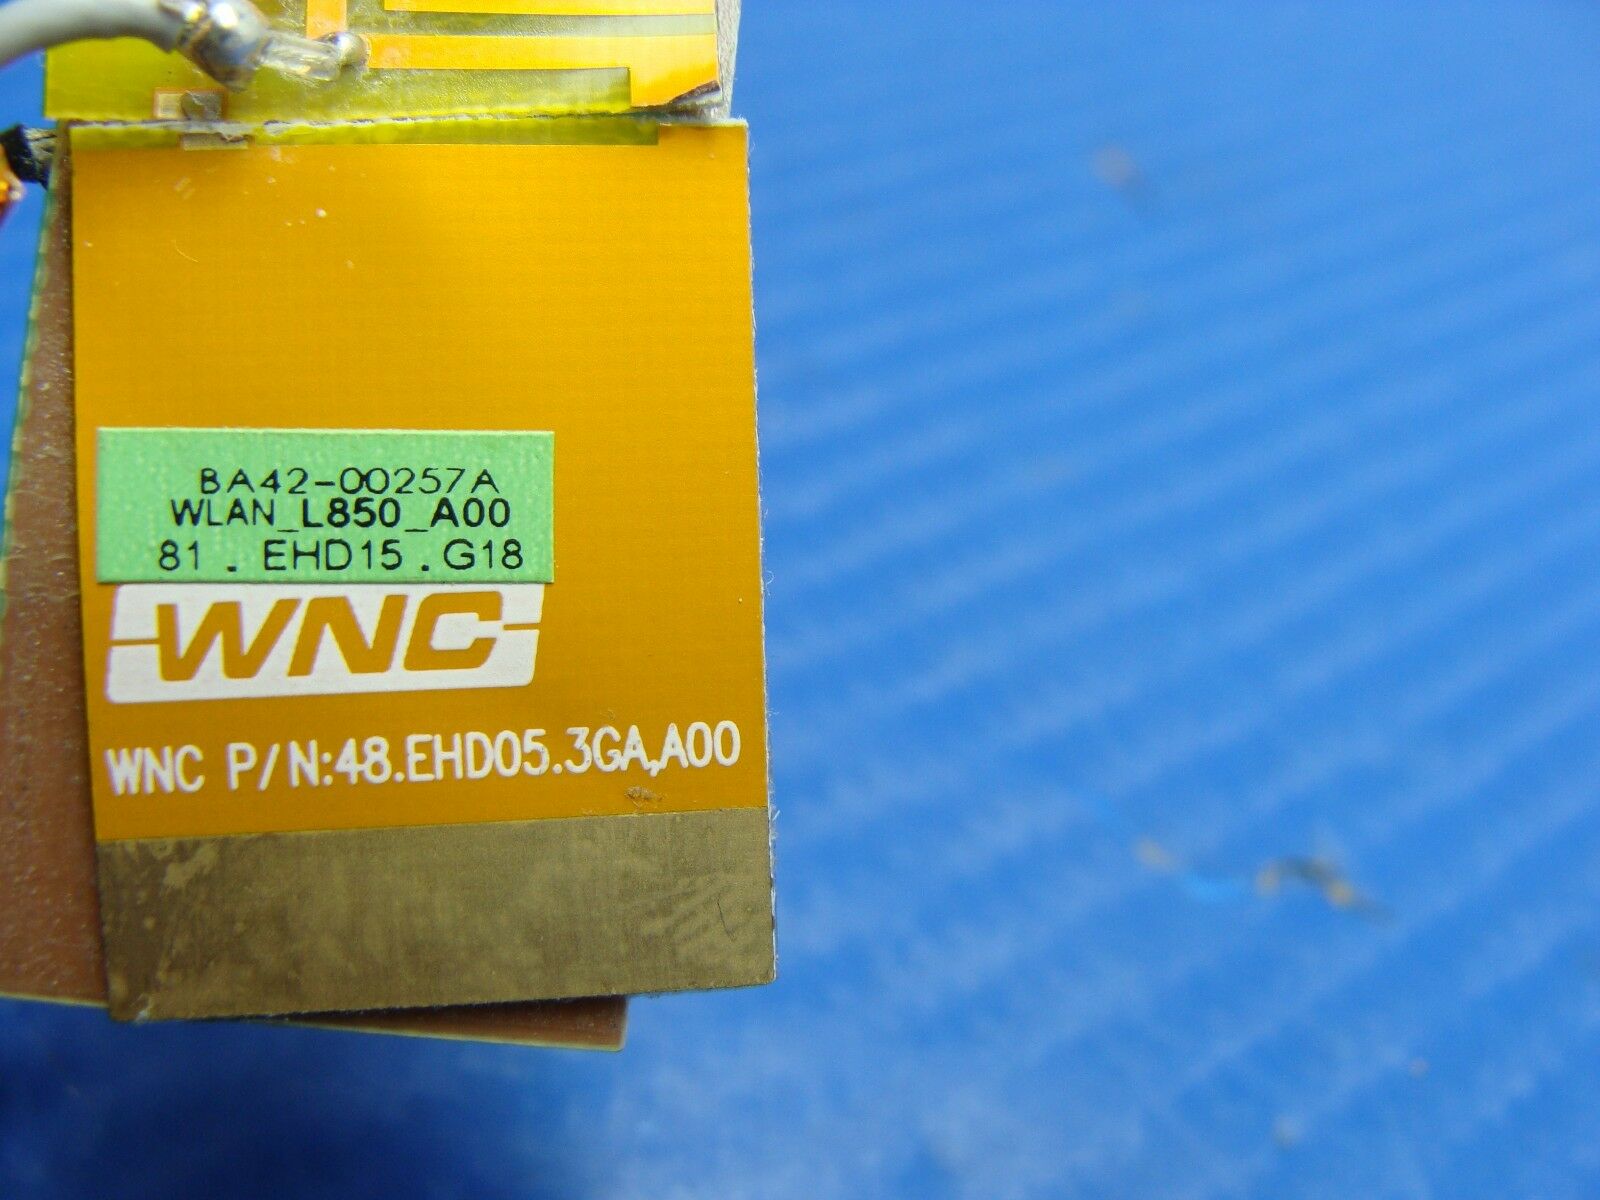 BA42-00257A
WLAN_L850_A00
81.EHD15.G18
WNC
WNC P/N:48.EHD05.3GA,A00